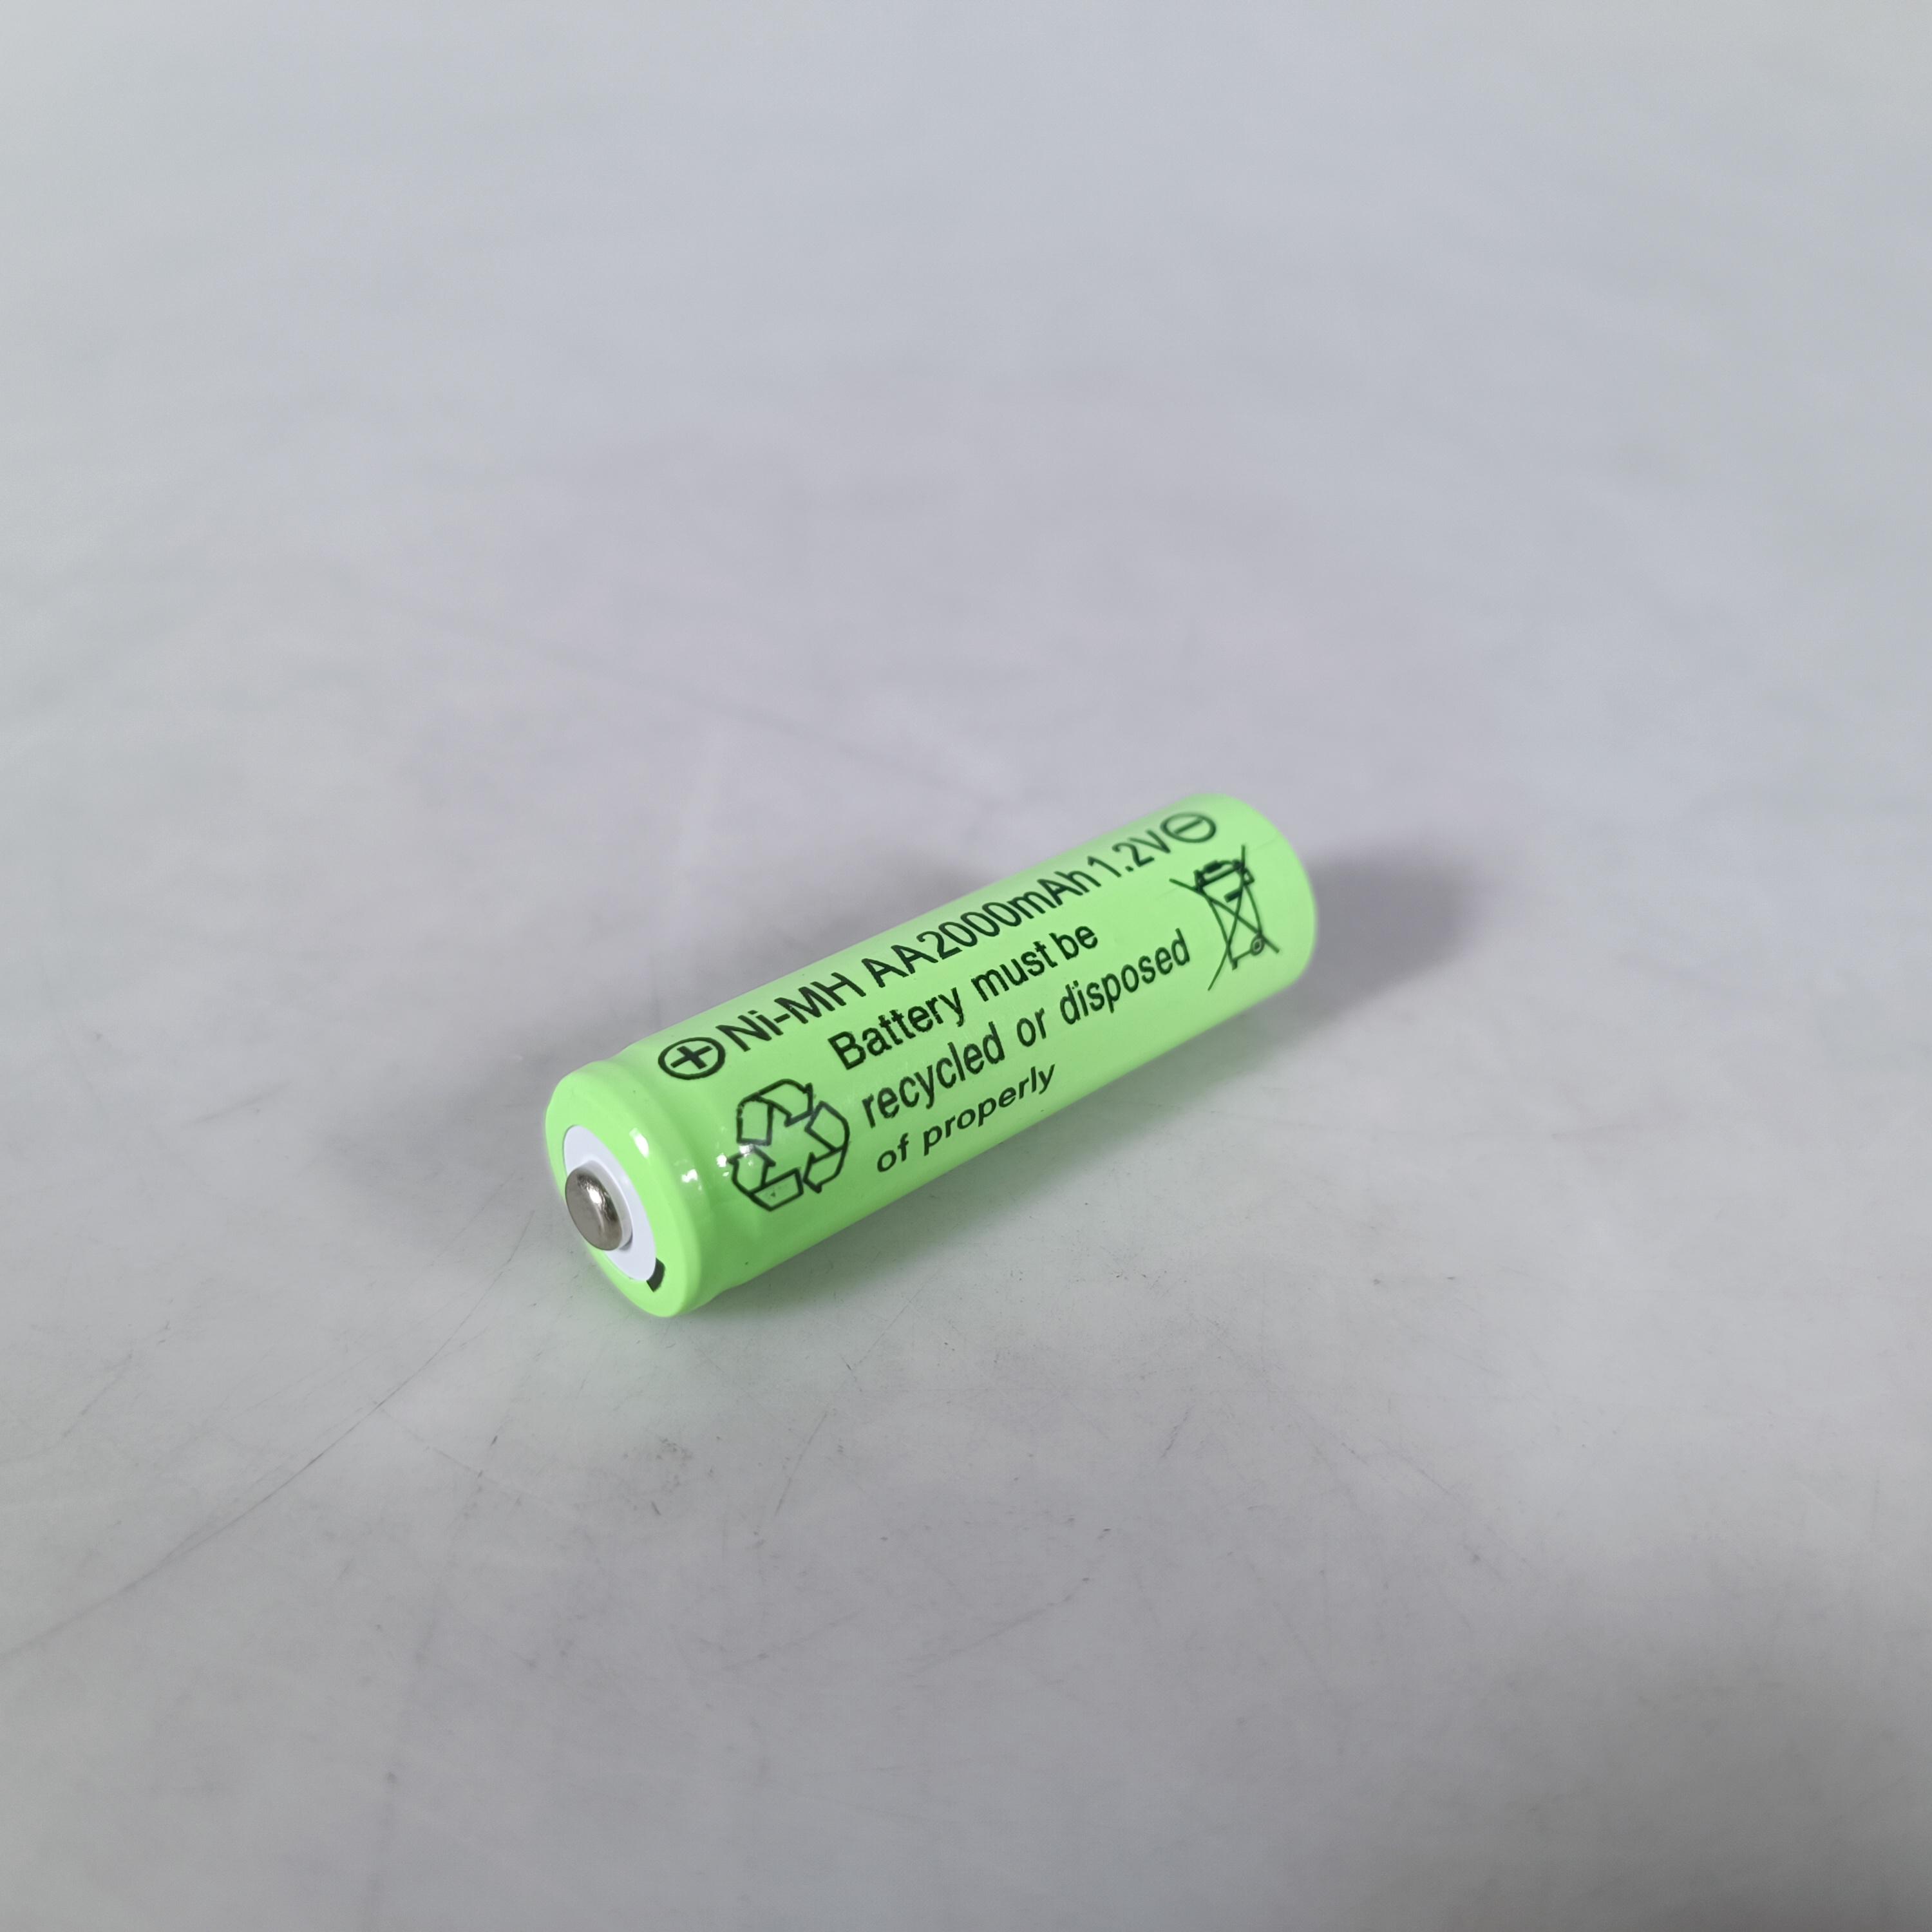 ⊕Ni-MH AA2000mAh1.2V⊖
Battery must be
recycled or disposed
of properly